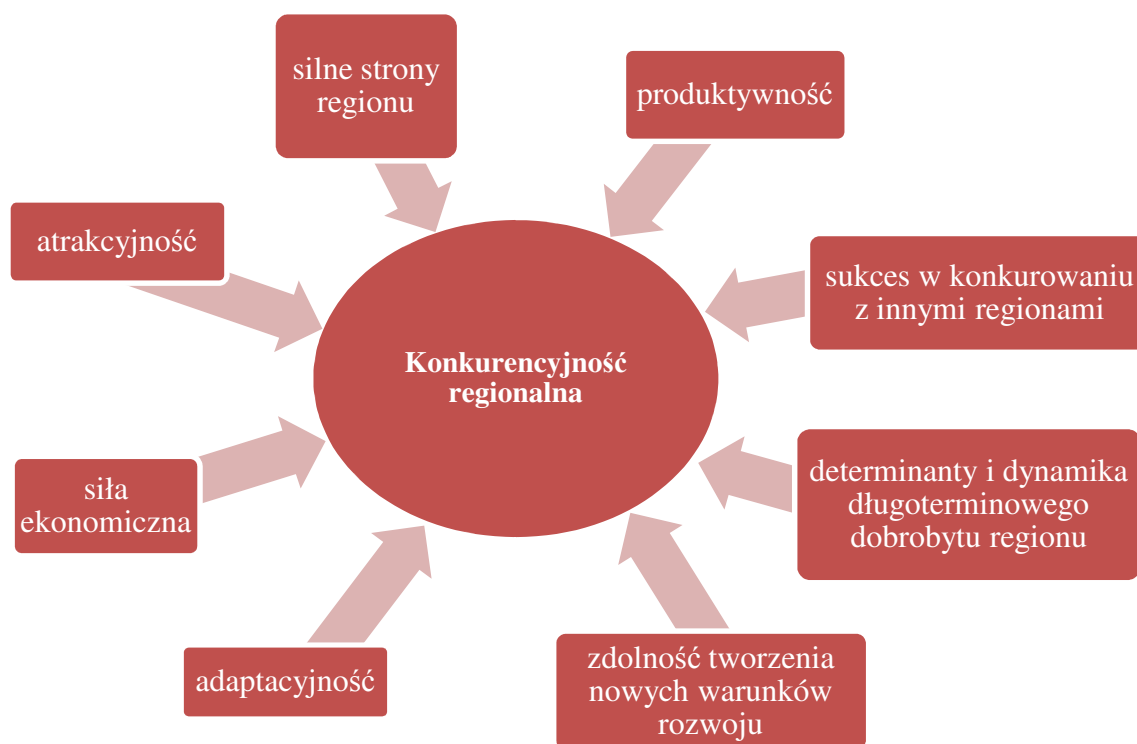 silne strony
regionu
produktywność
atrakcyjność
sukces w konkurowaniu
z innymi regionami
Konkurencyjność
regionalna
siła
ekonomiczna
determinanty i dynamika
długoterminowego
dobrobytu regionu
adaptacyjność
zdolność tworzenia
nowych warunków
rozwoju